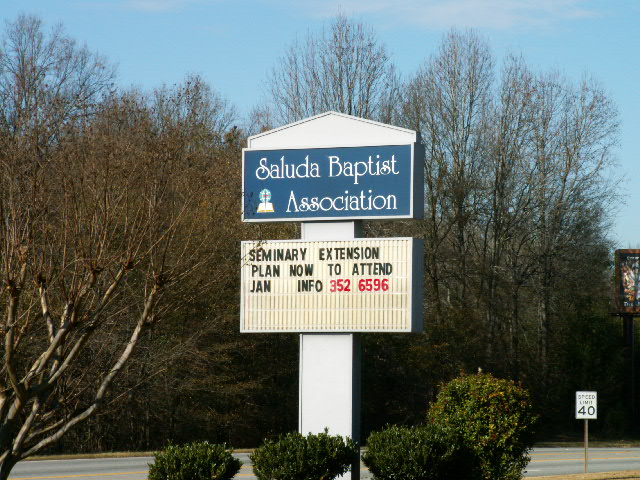 Saluda Baptist
Association
SEMINARY EXTENSION
PLAN NOW TO ATTEND
JAN INFO 352 6596
SPEED
LIMIT
40